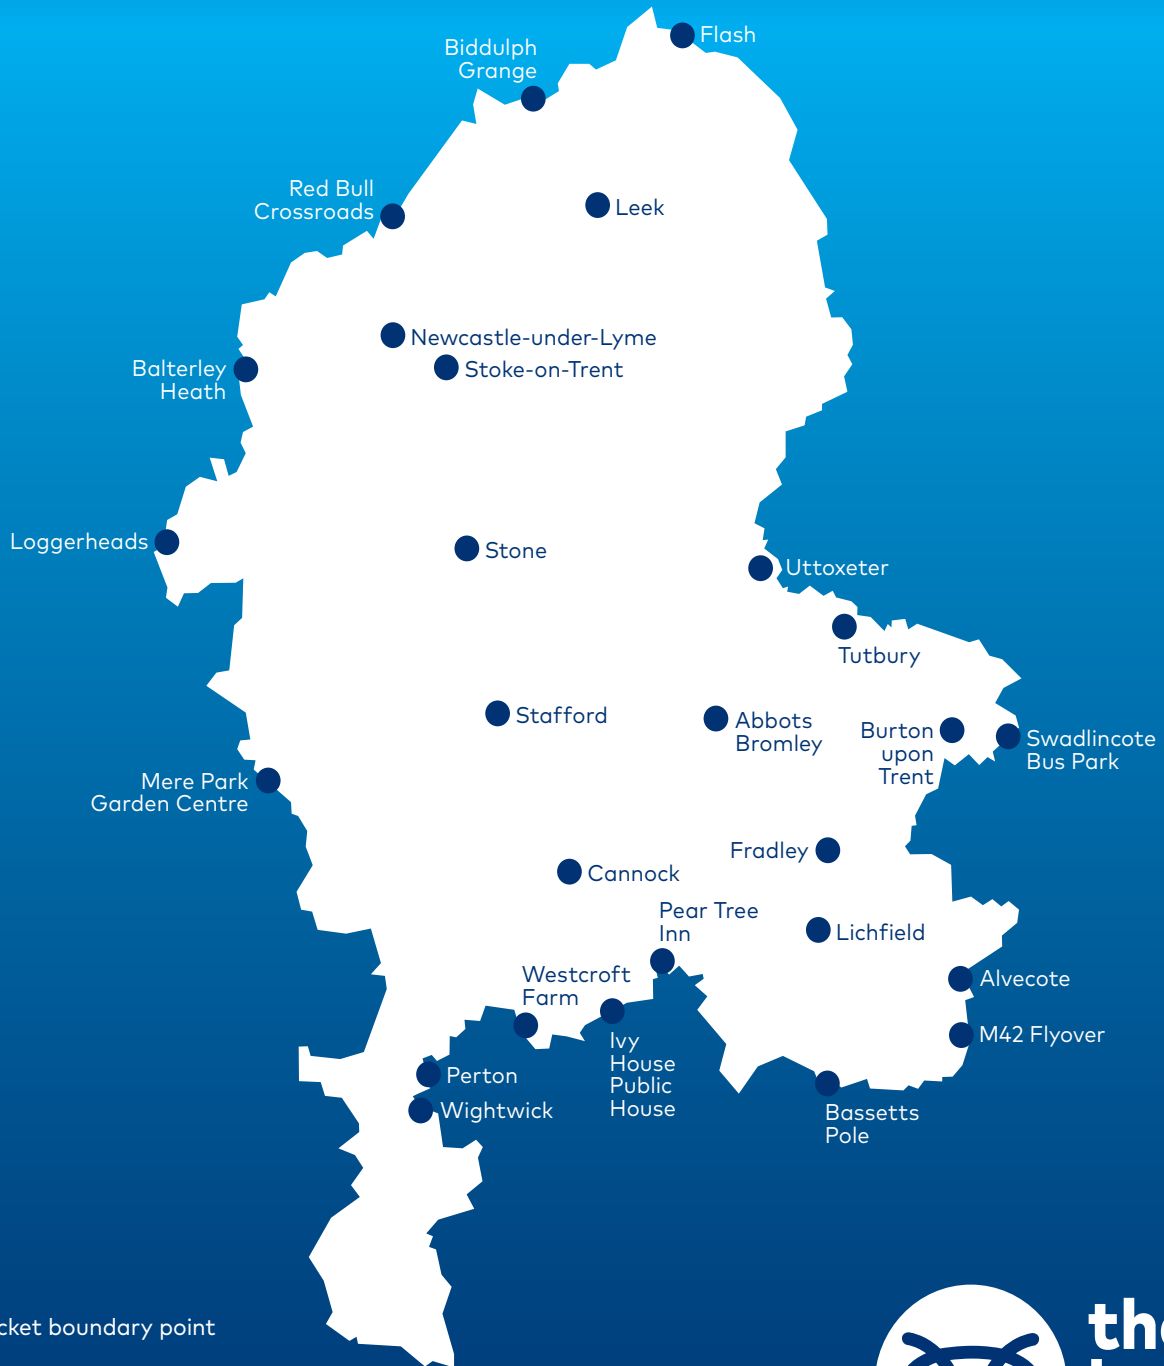 Flash
Biddulph
Grange
Red Bull
Crossroads
Leek
Newcastle-under-Lyme
Stoke-on-Trent
Balterley
Heath
Loggerheads
Stone
Uttoxeter
Tutbury
Stafford
Abbots
Bromley
Burton
upon
Trent
Swadlincote
Bus Park
Mere Park
Garden Centre
Fradley
Cannock
Pear Tree
Inn
Lichfield
Westcroft
Farm
Alvecote
Ivy
House
Public
House
M42 Flyover
Perton
Wightwick
Bassetts
Pole
cket boundary point
the